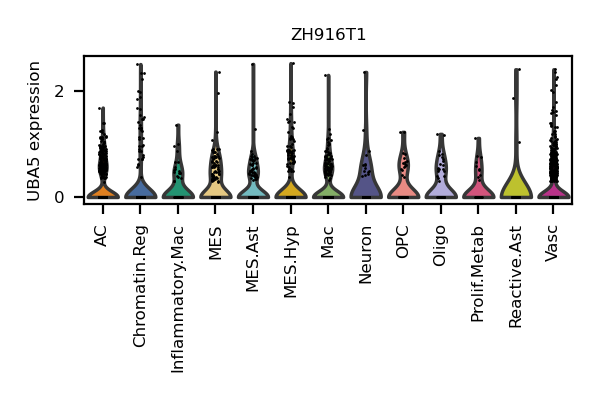 ZH916T1
UBA5 expression
2
0
AC
Chromatin.Reg
Inflammatory.Mac
MES
MES.Ast
MES.Hyp
Mac
Neuron
OPC
Oligo
Prolif.Metab
Reactive.Ast
Vasc